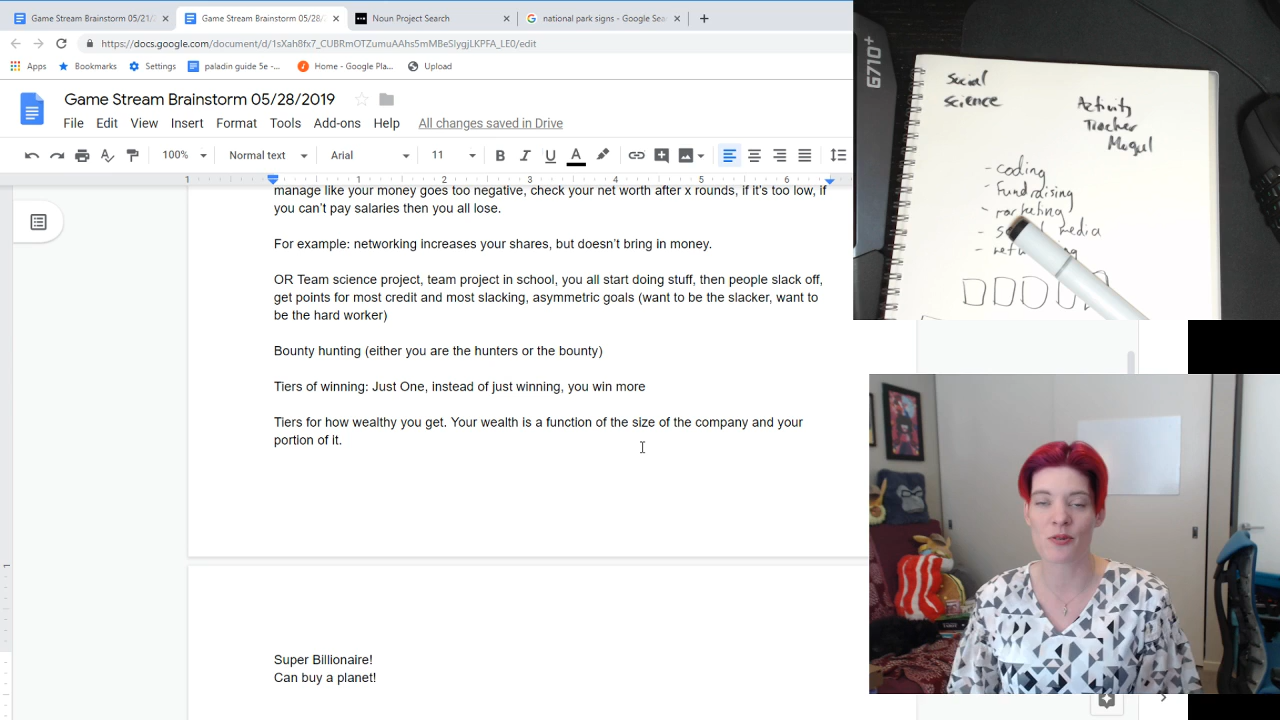 Game Stream Brainstorm 05/21/
Game Stream Brainstorm 05/28/
Noun Project Search
national park signs - Google Sea
https://docs.google.com/document/d/1sXah8fx7_CUBRmOTZumuAAhs5mMBeSlygjLKPFA_LE0/edit
Apps
Bookmarks
Settings
paladin guide 5e -...
Home - Google Pla...
Upload
Game Stream Brainstorm 05/28/2019
File Edit View Insert Format Tools Add-ons Help All changes saved in Drive
100% Normal text Arial 11 B I U A
1 1 2 3 4 5 6
manage like your money goes too negative, check your net worth after x rounds, if it's too low, if
you can't pay salaries then you all lose.
For example: networking increases your shares, but doesn't bring in money.
OR Team science project, team project in school, you all start doing stuff, then people slack off,
get points for most credit and most slacking, asymmetric goals (want to be the slacker, want to
be the hard worker)
Bounty hunting (either you are the hunters or the bounty)
Tiers of winning: Just One, instead of just winning, you win more
Tiers for how wealthy you get. Your wealth is a function of the size of the company and your
portion of it.
Super Billionaire!
Can buy a planet!
1
G710+
Social
Science
Activity
Tracker
Mogul
- coding
- Fundraising
- marketing
- media
-